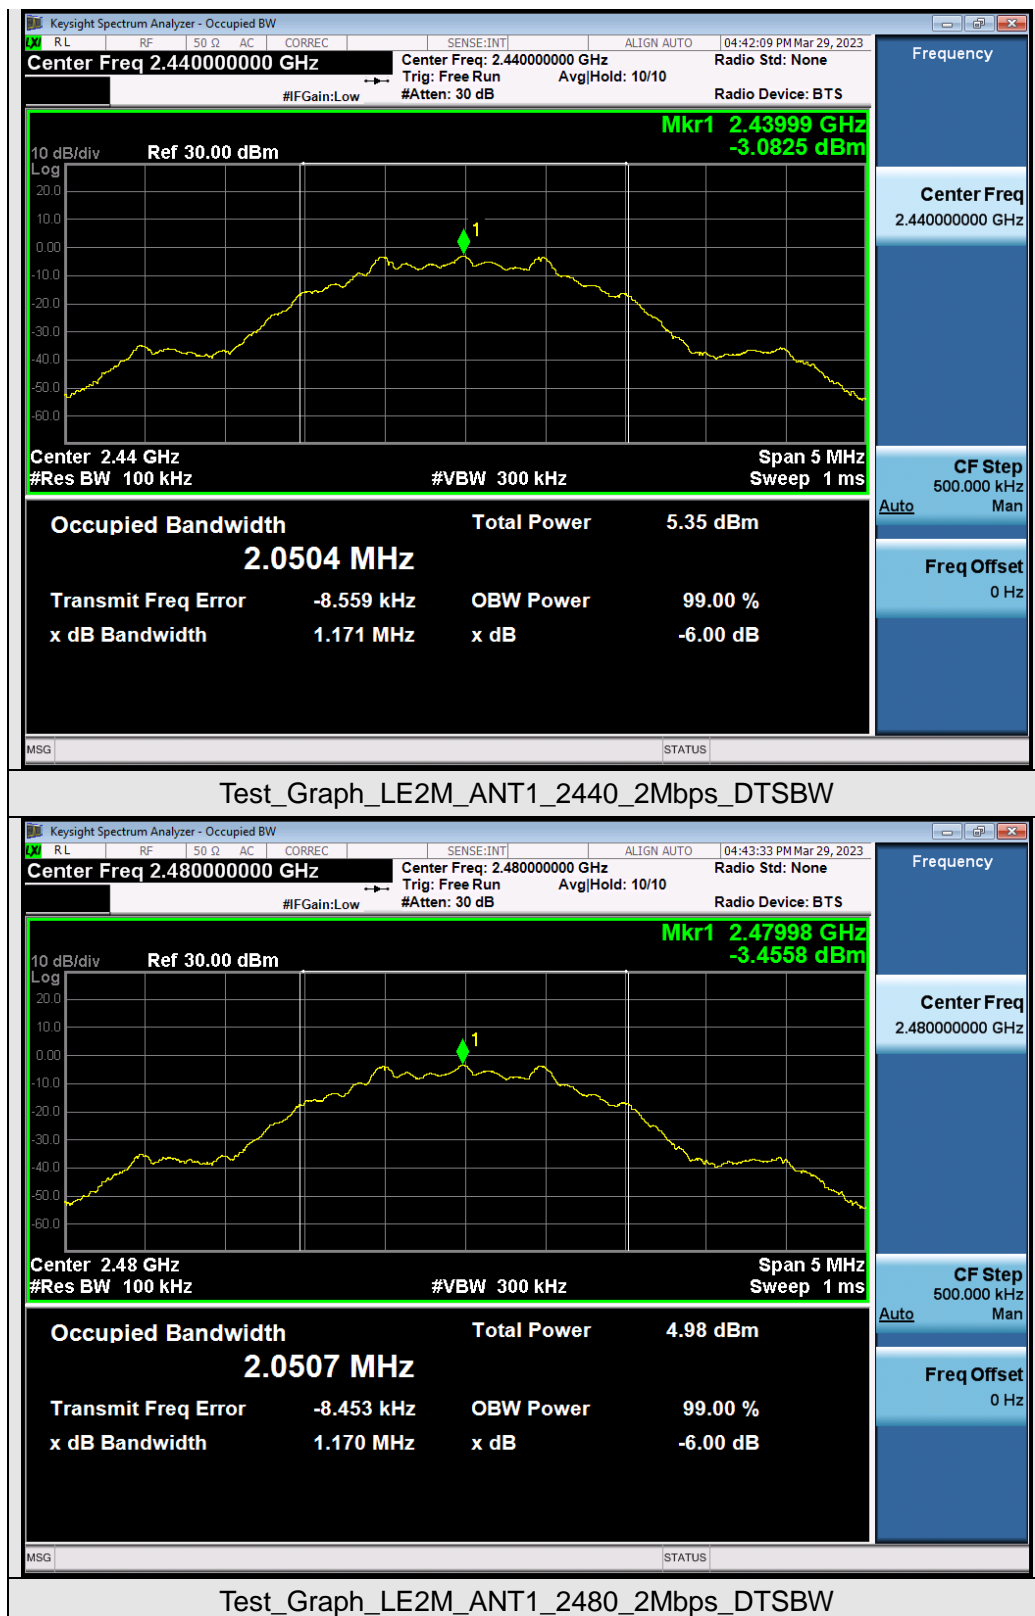 Keysight Spectrum Analyzer - Occupied BW
LXI RL RF 50 Ω AC CORREC SENSE:INT ALIGN AUTO 04:42:09 PM Mar 29, 2023
Center Freq 2.440000000 GHz
Center Freq: 2.440000000 GHz Radio Std: None
Trig: Free Run Avg|Hold: 10/10
#IFGain:Low #Atten: 30 dB Radio Device: BTS
Frequency
Mkr1 2.43999 GHz
-3.0825 dBm
10 dB/div Ref 30.00 dBm
Log
20.0
10.0
0.00
-10.0
-20.0
-30.0
-40.0
-50.0
-60.0
1
Center 2.44 GHz Span 5 MHz
#Res BW 100 kHz #VBW 300 kHz Sweep 1 ms
Center Freq
2.440000000 GHz
CF Step
500.000 kHz
Auto Man
Freq Offset
0 Hz
Occupied Bandwidth Total Power 5.35 dBm
2.0504 MHz
Transmit Freq Error -8.559 kHz OBW Power 99.00 %
x dB Bandwidth 1.171 MHz x dB -6.00 dB
MSG STATUS
Test_Graph_LE2M_ANT1_2440_2Mbps_DTSBW
Keysight Spectrum Analyzer - Occupied BW
LXI RL RF 50 Ω AC CORREC SENSE:INT ALIGN AUTO 04:43:33 PM Mar 29, 2023
Center Freq 2.480000000 GHz
Center Freq: 2.480000000 GHz Radio Std: None
Trig: Free Run Avg|Hold: 10/10
#IFGain:Low #Atten: 30 dB Radio Device: BTS
Frequency
Mkr1 2.47998 GHz
-3.4558 dBm
10 dB/div Ref 30.00 dBm
Log
20.0
10.0
0.00
-10.0
-20.0
-30.0
-40.0
-50.0
-60.0
1
Center 2.48 GHz Span 5 MHz
#Res BW 100 kHz #VBW 300 kHz Sweep 1 ms
Center Freq
2.480000000 GHz
CF Step
500.000 kHz
Auto Man
Freq Offset
0 Hz
Occupied Bandwidth Total Power 4.98 dBm
2.0507 MHz
Transmit Freq Error -8.453 kHz OBW Power 99.00 %
x dB Bandwidth 1.170 MHz x dB -6.00 dB
MSG STATUS
Test_Graph_LE2M_ANT1_2480_2Mbps_DTSBW